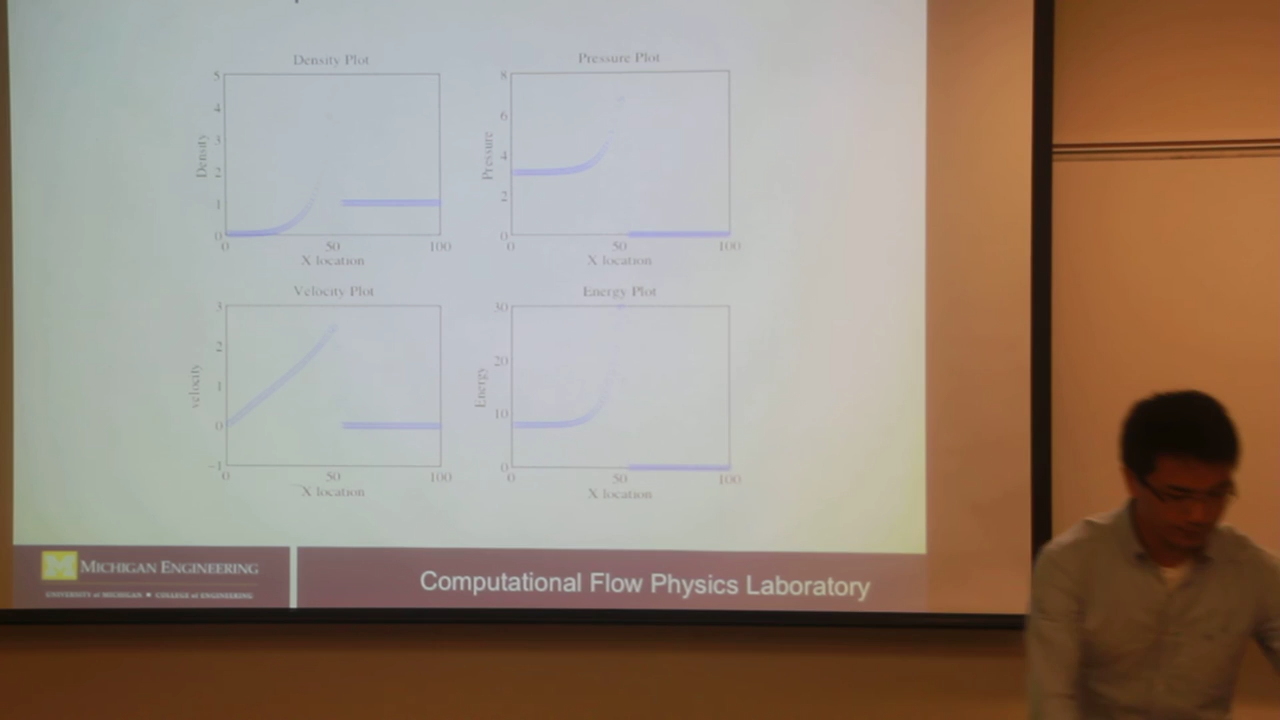 Density Plot
5
4
3
2
1
0
Density
0 50 100
X location
Pressure Plot
8
6
4
2
0
Pressure
0 50 100
X location
Velocity Plot
3
2
1
0
-1
Velocity
0 50 100
X location
Energy Plot
30
20
10
0
Energy
0 50 100
X location
M MICHIGAN ENGINEERING
UNIVERSITY of MICHIGAN ■ COLLEGE of ENGINEERING
Computational Flow Physics Laboratory